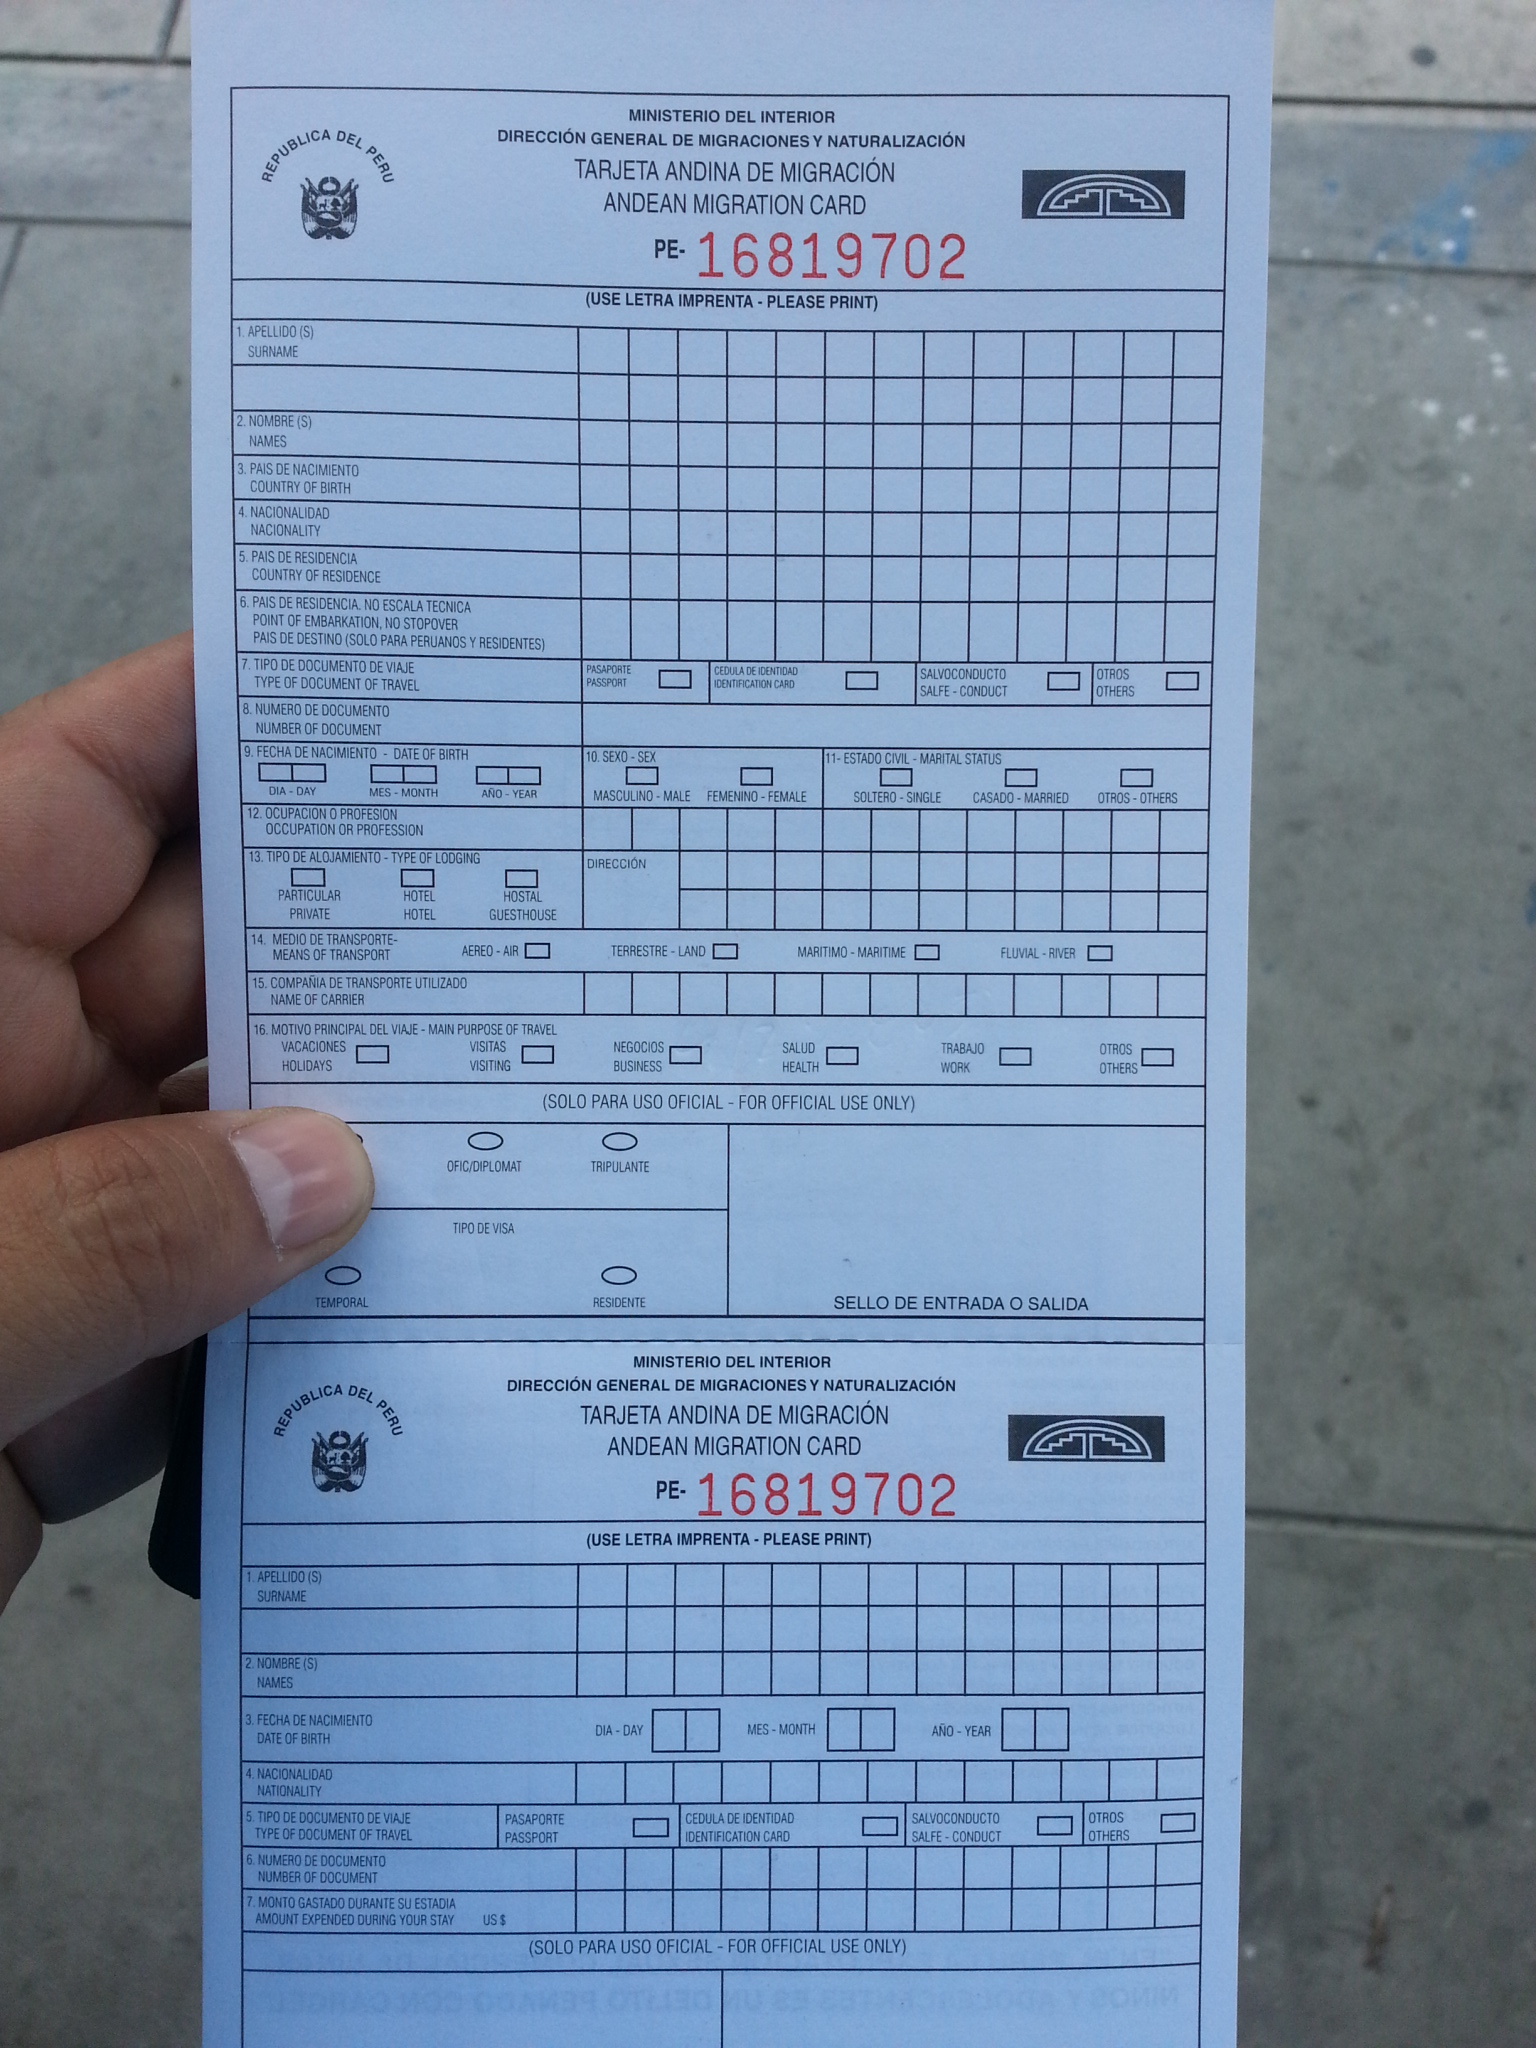 REPUBLICA DEL PERU
MINISTERIO DEL INTERIOR
DIRECCIÓN GENERAL DE MIGRACIONES Y NATURALIZACIÓN
TARJETA ANDINA DE MIGRACIÓN
ANDEAN MIGRATION CARD
PE- 16819702
(USE LETRA IMPRENTA - PLEASE PRINT)
1. APELLIDO (S)
SURNAME
2. NOMBRE (S)
NAMES
3. PAIS DE NACIMIENTO
COUNTRY OF BIRTH
4. NACIONALIDAD
NACIONALITY
5. PAIS DE RESIDENCIA
COUNTRY OF RESIDENCE
6. PAIS DE RESIDENCIA. NO ESCALA TECNICA
POINT OF EMBARKATION, NO STOPOVER
PAIS DE DESTINO (SOLO PARA PERUANOS Y RESIDENTES)
7. TIPO DE DOCUMENTO DE VIAJE
TYPE OF DOCUMENT OF TRAVEL
PASAPORTE
PASSPORT
CEDULA DE IDENTIDAD
IDENTIFICATION CARD
SALVOCONDUCTO
SALFE - CONDUCT
OTROS
OTHERS
8. NUMERO DE DOCUMENTO
NUMBER OF DOCUMENT
9. FECHA DE NACIMIENTO - DATE OF BIRTH
DIA - DAY MES - MONTH AÑO - YEAR
10. SEXO - SEX
MASCULINO - MALE FEMENINO - FEMALE
11- ESTADO CIVIL - MARITAL STATUS
SOLTERO - SINGLE CASADO - MARRIED OTROS - OTHERS
12. OCUPACION O PROFESION
OCCUPATION OR PROFESSION
13. TIPO DE ALOJAMIENTO - TYPE OF LODGING
PARTICULAR HOTEL HOSTAL
PRIVATE HOTEL GUESTHOUSE
DIRECCIÓN
14. MEDIO DE TRANSPORTE-
MEANS OF TRANSPORT
AEREO - AIR TERRESTRE - LAND MARITIMO - MARITIME FLUVIAL - RIVER
15. COMPAÑIA DE TRANSPORTE UTILIZADO
NAME OF CARRIER
16. MOTIVO PRINCIPAL DEL VIAJE - MAIN PURPOSE OF TRAVEL
VACACIONES VISITAS NEGOCIOS SALUD TRABAJO OTROS
HOLIDAYS VISITING BUSINESS HEALTH WORK OTHERS
(SOLO PARA USO OFICIAL - FOR OFFICIAL USE ONLY)
OFIC/DIPLOMAT TRIPULANTE
TIPO DE VISA
TEMPORAL RESIDENTE
SELLO DE ENTRADA O SALIDA
REPUBLICA DEL PERU
MINISTERIO DEL INTERIOR
DIRECCIÓN GENERAL DE MIGRACIONES Y NATURALIZACIÓN
TARJETA ANDINA DE MIGRACIÓN
ANDEAN MIGRATION CARD
PE- 16819702
(USE LETRA IMPRENTA - PLEASE PRINT)
1. APELLIDO (S)
SURNAME
2. NOMBRE (S)
NAMES
3. FECHA DE NACIMIENTO
DATE OF BIRTH
DIA - DAY MES - MONTH AÑO - YEAR
4. NACIONALIDAD
NATIONALITY
5. TIPO DE DOCUMENTO DE VIAJE
TYPE OF DOCUMENT OF TRAVEL
PASAPORTE
PASSPORT
CEDULA DE IDENTIDAD
IDENTIFICATION CARD
SALVOCONDUCTO
SALFE - CONDUCT
OTROS
OTHERS
6. NUMERO DE DOCUMENTO
NUMBER OF DOCUMENT
7. MONTO GASTADO DURANTE SU ESTADIA
AMOUNT EXPENDED DURING YOUR STAY US $
(SOLO PARA USO OFICIAL - FOR OFFICIAL USE ONLY)